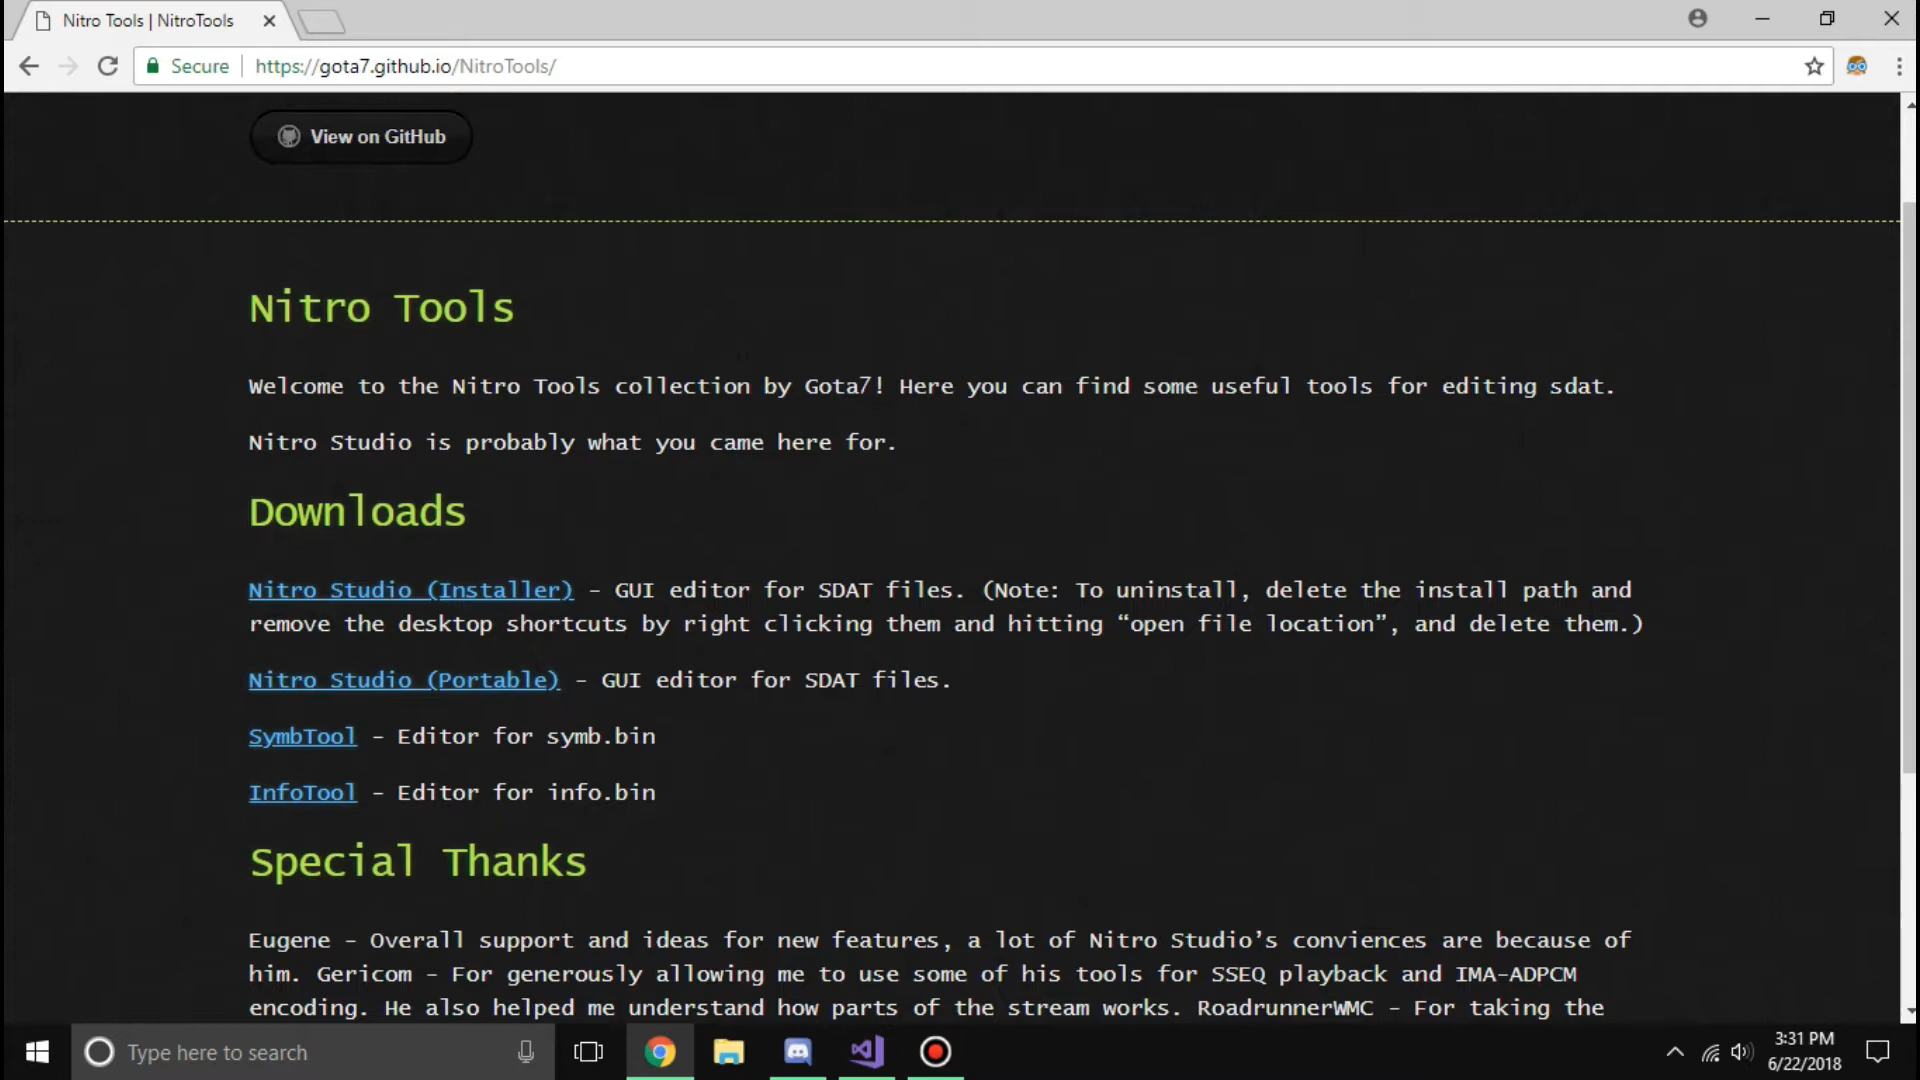 Nitro Tools | NitroTools
Secure
https://gota7.github.io/NitroTools/
View on GitHub
Nitro Tools
Welcome to the Nitro Tools collection by Gota7! Here you can find some useful tools for editing sdat.
Nitro Studio is probably what you came here for.
Downloads
Nitro Studio (Installer) – GUI editor for SDAT files. (Note: To uninstall, delete the install path and
remove the desktop shortcuts by right clicking them and hitting “open file location”, and delete them.)
Nitro Studio (Portable) – GUI editor for SDAT files.
SymbTool – Editor for symb.bin
InfoTool – Editor for info.bin
Special Thanks
Eugene – Overall support and ideas for new features, a lot of Nitro Studio’s conviences are because of
him. Gericom – For generously allowing me to use some of his tools for SSEQ playback and IMA-ADPCM
encoding. He also helped me understand how parts of the stream works. RoadrunnerWMC – For taking the
Type here to search
3:31 PM
6/22/2018